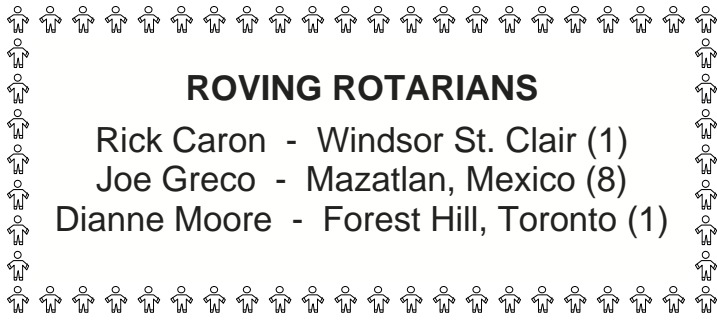 ROVING ROTARIANS
Rick Caron - Windsor St. Clair (1)
Joe Greco - Mazatlan, Mexico (8)
Dianne Moore - Forest Hill, Toronto (1)